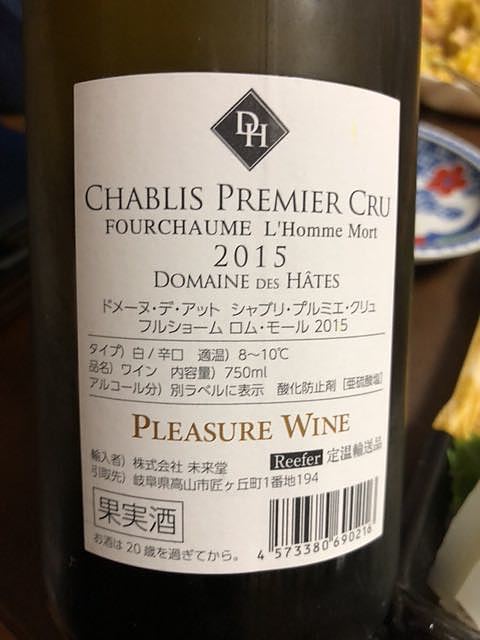 DH
CHABLIS PREMIER CRU
FOURCHAUME L'Homme Mort
2015
DOMAINE DES HÂTES
ドメーヌ・デ・アット シャブリ・プルミエ・クリュ
フルショーム ロム・モール 2015
タイプ) 白/辛口 適温) 8~10℃
品名) ワイン 内容量) 750ml
アルコール分) 別ラベルに表示 酸化防止剤 [亜硫酸塩]
PLEASURE WINE
輸入者) 株式会社 未来堂 Reefer 定温輸送品
引取先) 岐阜県高山市匠ヶ丘町1番地194
果実酒
お酒は20歳を過ぎてから。
4 573380 690216